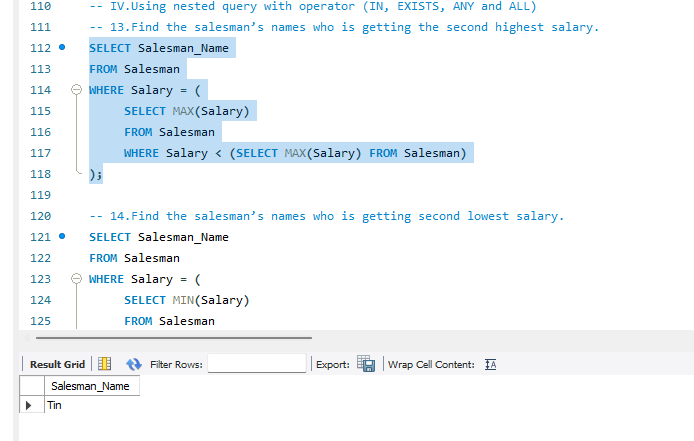 110 -- IV.Using nested query with operator (IN, EXISTS, ANY and ALL)
111 -- 13.Find the salesman’s names who is getting the second highest salary.
112 SELECT Salesman_Name
113 FROM Salesman
114 WHERE Salary = (
115 SELECT MAX(Salary)
116 FROM Salesman
117 WHERE Salary < (SELECT MAX(Salary) FROM Salesman)
118 );
119
120 -- 14.Find the salesman’s names who is getting second lowest salary.
121 SELECT Salesman_Name
122 FROM Salesman
123 WHERE Salary = (
124 SELECT MIN(Salary)
125 FROM Salesman
Result Grid Filter Rows: Export: Wrap Cell Content: IA
Salesman_Name
Tin